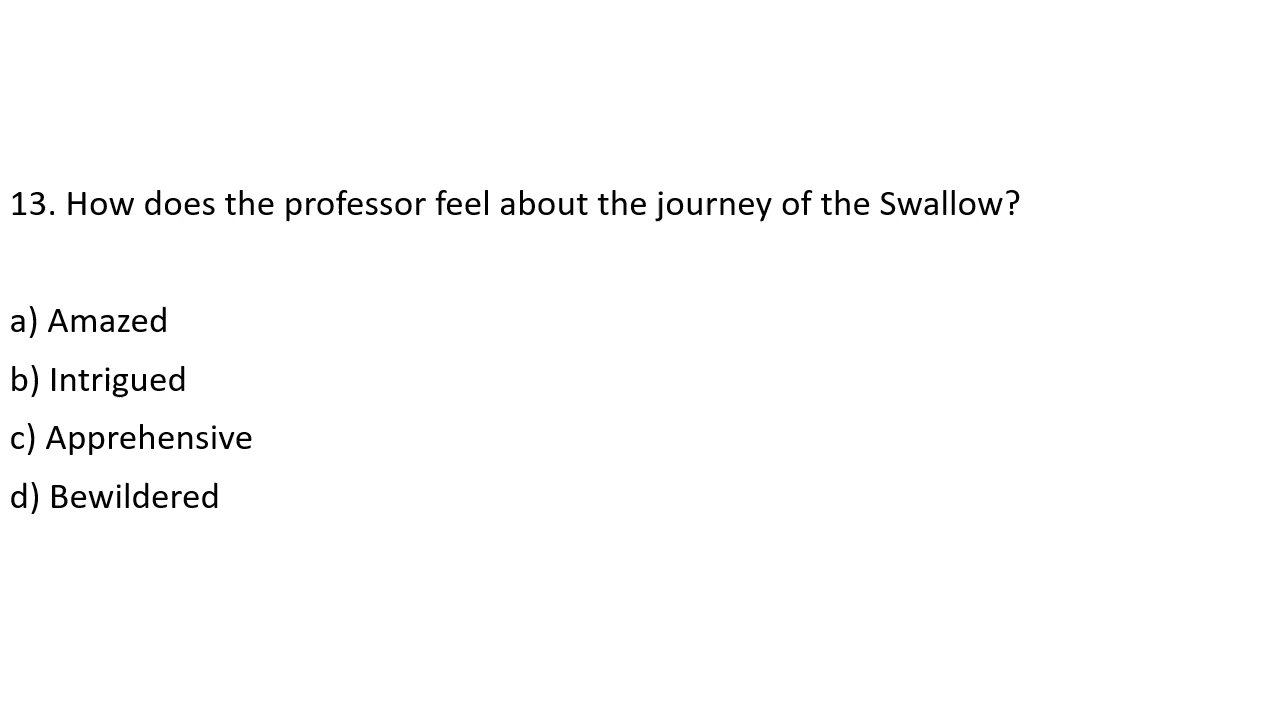 13. How does the professor feel about the journey of the Swallow?
a) Amazed
b) Intrigued
c) Apprehensive
d) Bewildered